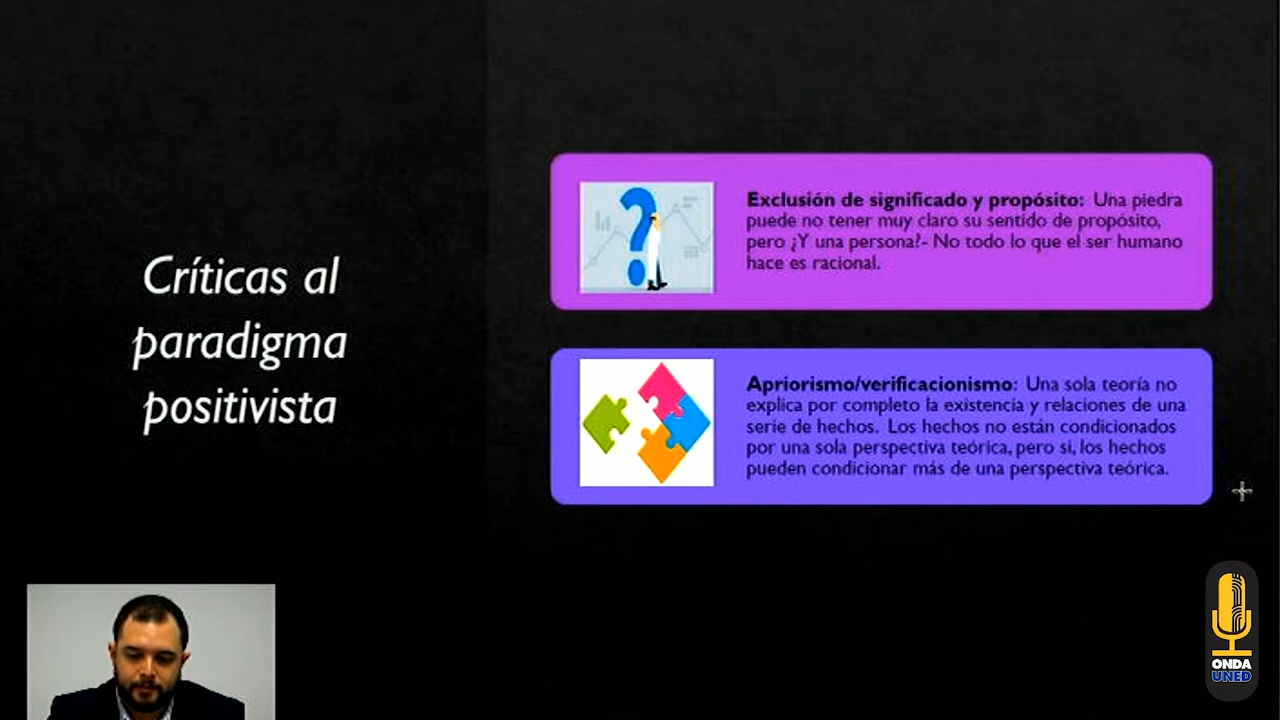 Críticas al
paradigma
positivista
Exclusión de significado y propósito: Una piedra
puede no tener muy claro su sentido de propósito,
pero ¿Y una persona?- No todo lo que el ser humano
hace es racional.
Apriorismo/verificacionismo: Una sola teoría no
explica por completo la existencia y relaciones de una
serie de hechos. Los hechos no están condicionados
por una sola perspectiva teórica, pero si, los hechos
pueden condicionar más de una perspectiva teórica.
ONDA
UNED